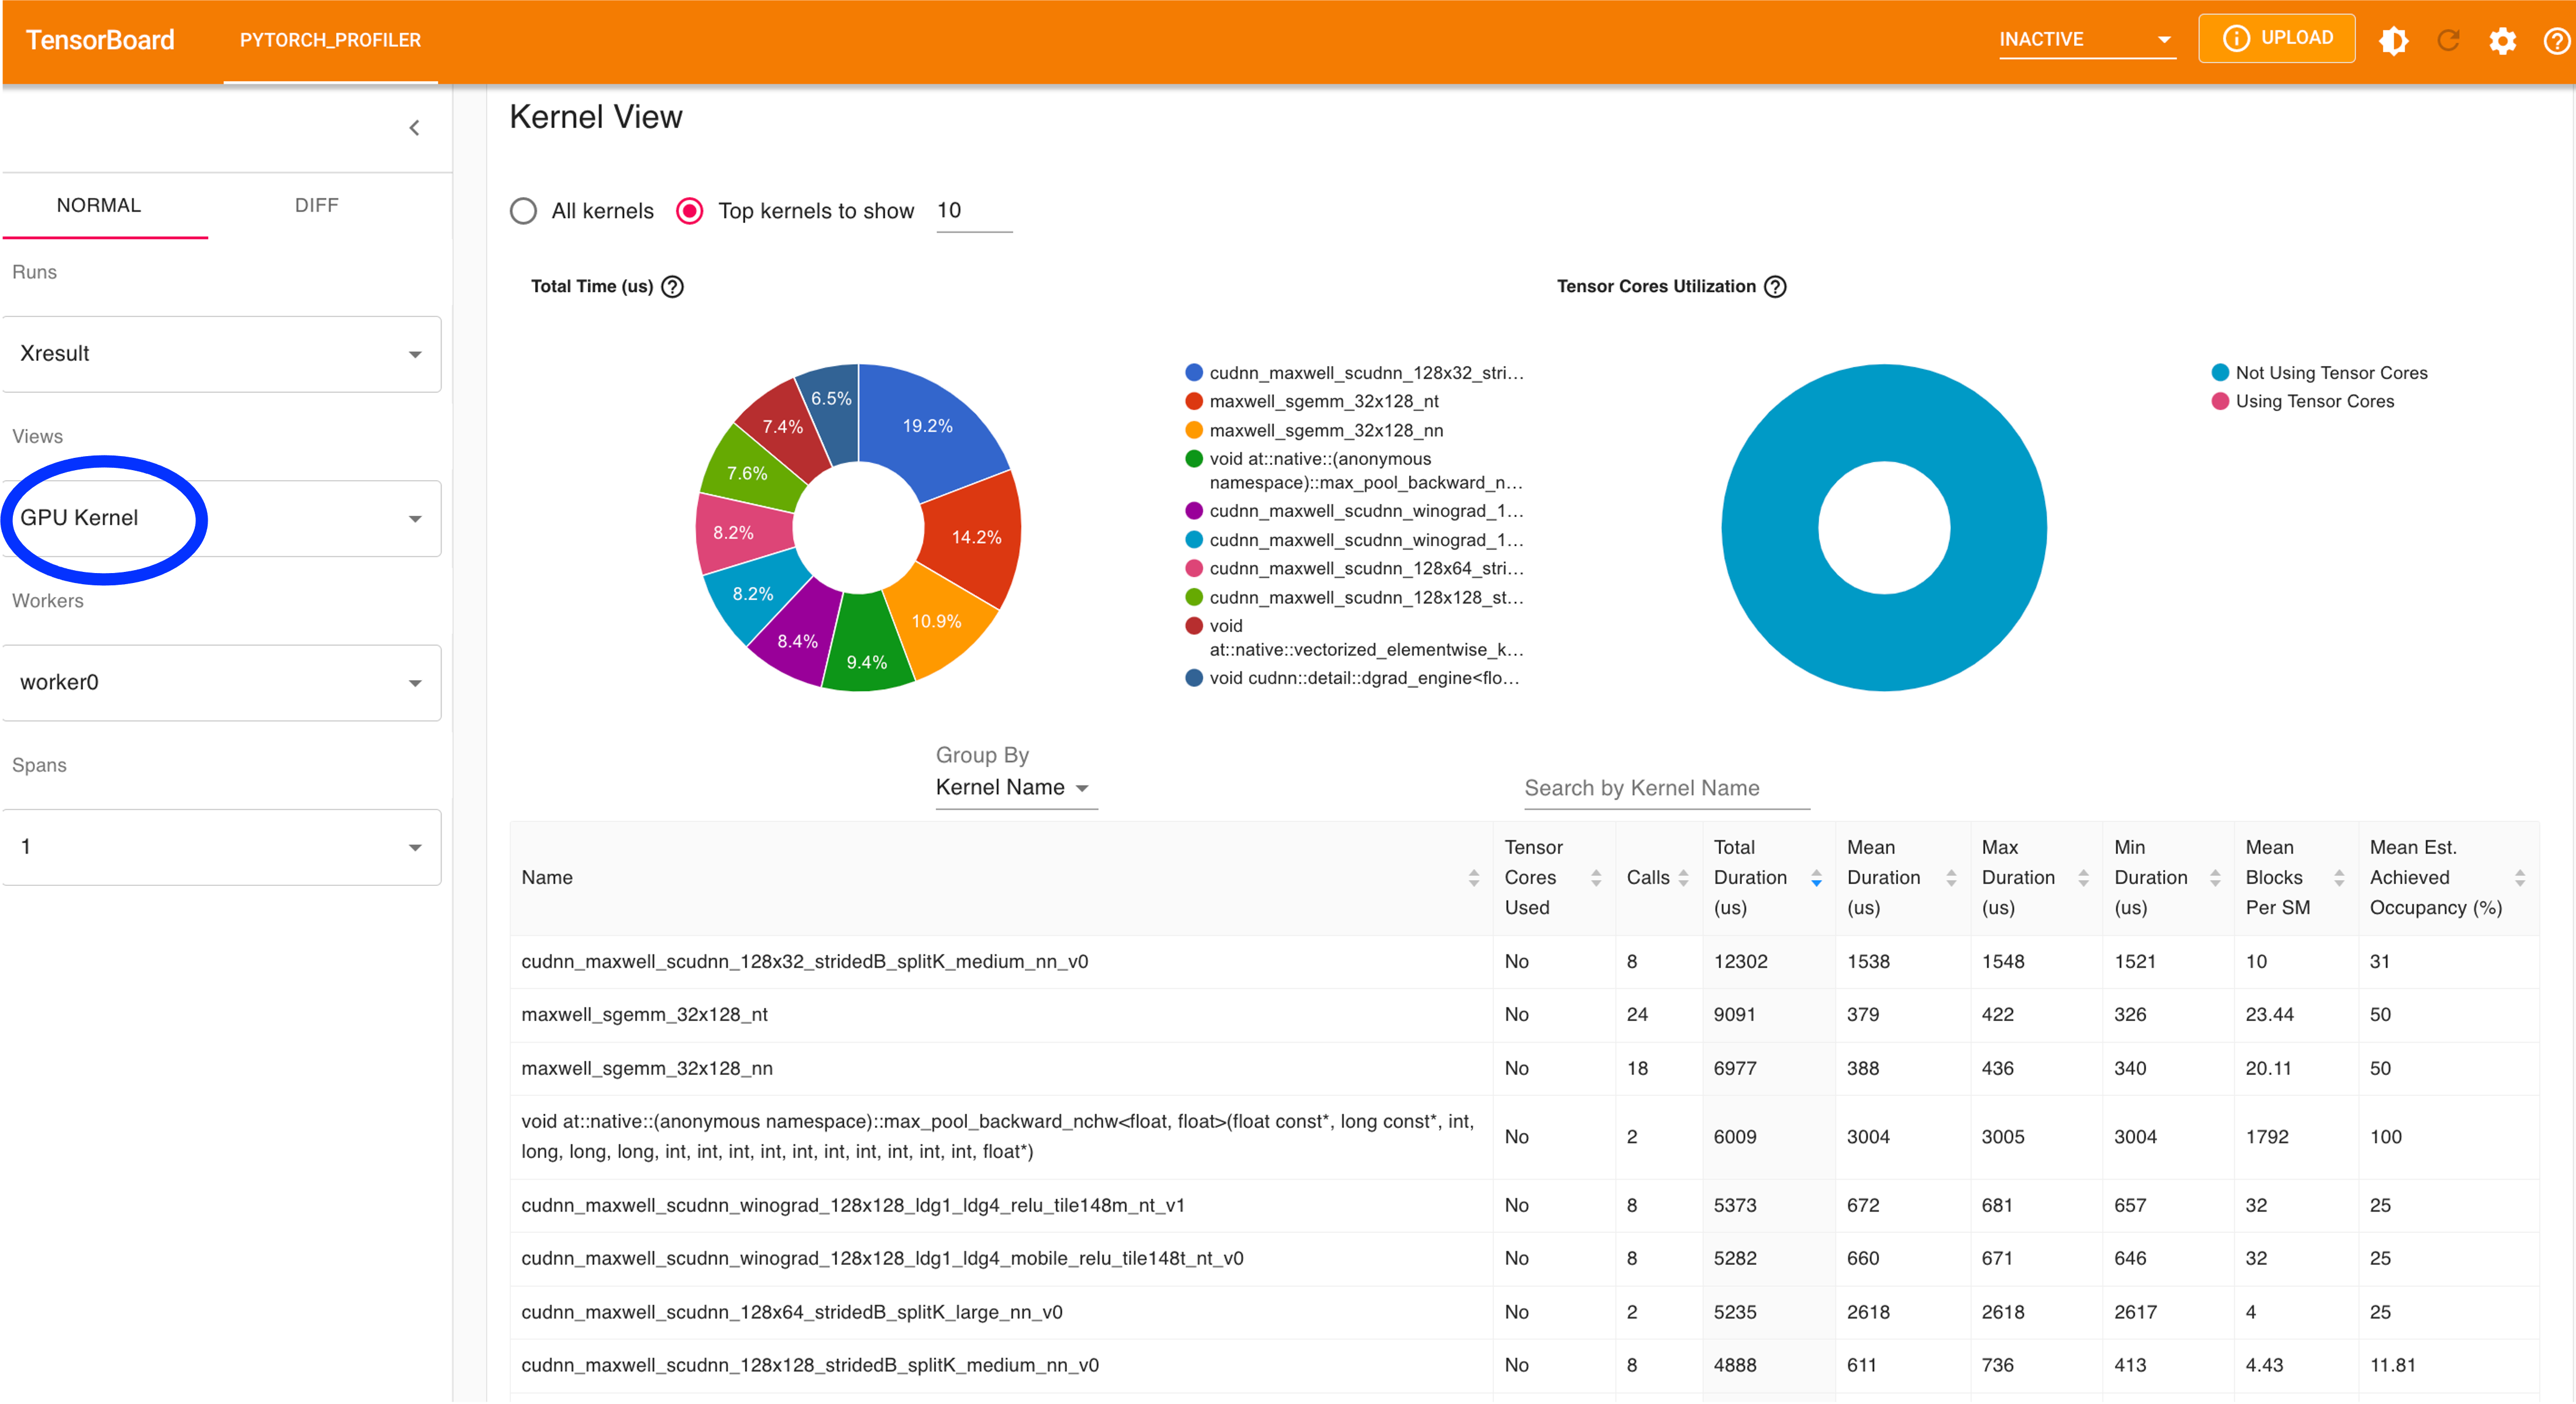 TensorBoard
PYTORCH_PROFILER
INACTIVE
UPLOAD
NORMAL
DIFF
Runs
Xresult
Views
GPU Kernel
Workers
worker0
Spans
1
Kernel View
All kernels
Top kernels to show
10
Total Time (us)
19.2%
14.2%
10.9%
9.4%
8.4%
8.2%
8.2%
7.6%
7.4%
6.5%
cudnn_maxwell_scudnn_128x32_stri…
maxwell_sgemm_32x128_nt
maxwell_sgemm_32x128_nn
void at::native::(anonymous
namespace)::max_pool_backward_n…
cudnn_maxwell_scudnn_winograd_1…
cudnn_maxwell_scudnn_winograd_1…
cudnn_maxwell_scudnn_128x64_stri…
cudnn_maxwell_scudnn_128x128_st…
void
at::native::vectorized_elementwise_k…
void cudnn::detail::dgrad_engine<flo…
Tensor Cores Utilization
Not Using Tensor Cores
Using Tensor Cores
Group By
Kernel Name
Search by Kernel Name
Name
Tensor
Cores
Used
Calls
Total
Duration
(us)
Mean
Duration
(us)
Max
Duration
(us)
Min
Duration
(us)
Mean
Blocks
Per SM
Mean Est.
Achieved
Occupancy (%)
cudnn_maxwell_scudnn_128x32_stridedB_splitK_medium_nn_v0 No 8 12302 1538 1548 1521 10 31
maxwell_sgemm_32x128_nt No 24 9091 379 422 326 23.44 50
maxwell_sgemm_32x128_nn No 18 6977 388 436 340 20.11 50
void at::native::(anonymous namespace)::max_pool_backward_nchw<float, float>(float const*, long const*, int,
long, long, long, int, int, int, int, int, int, int, int, int, int, float*) No 2 6009 3004 3005 3004 1792 100
cudnn_maxwell_scudnn_winograd_128x128_ldg1_ldg4_relu_tile148m_nt_v1 No 8 5373 672 681 657 32 25
cudnn_maxwell_scudnn_winograd_128x128_ldg1_ldg4_mobile_relu_tile148t_nt_v0 No 8 5282 660 671 646 32 25
cudnn_maxwell_scudnn_128x64_stridedB_splitK_large_nn_v0 No 2 5235 2618 2618 2617 4 25
cudnn_maxwell_scudnn_128x128_stridedB_splitK_medium_nn_v0 No 8 4888 611 736 413 4.43 11.81